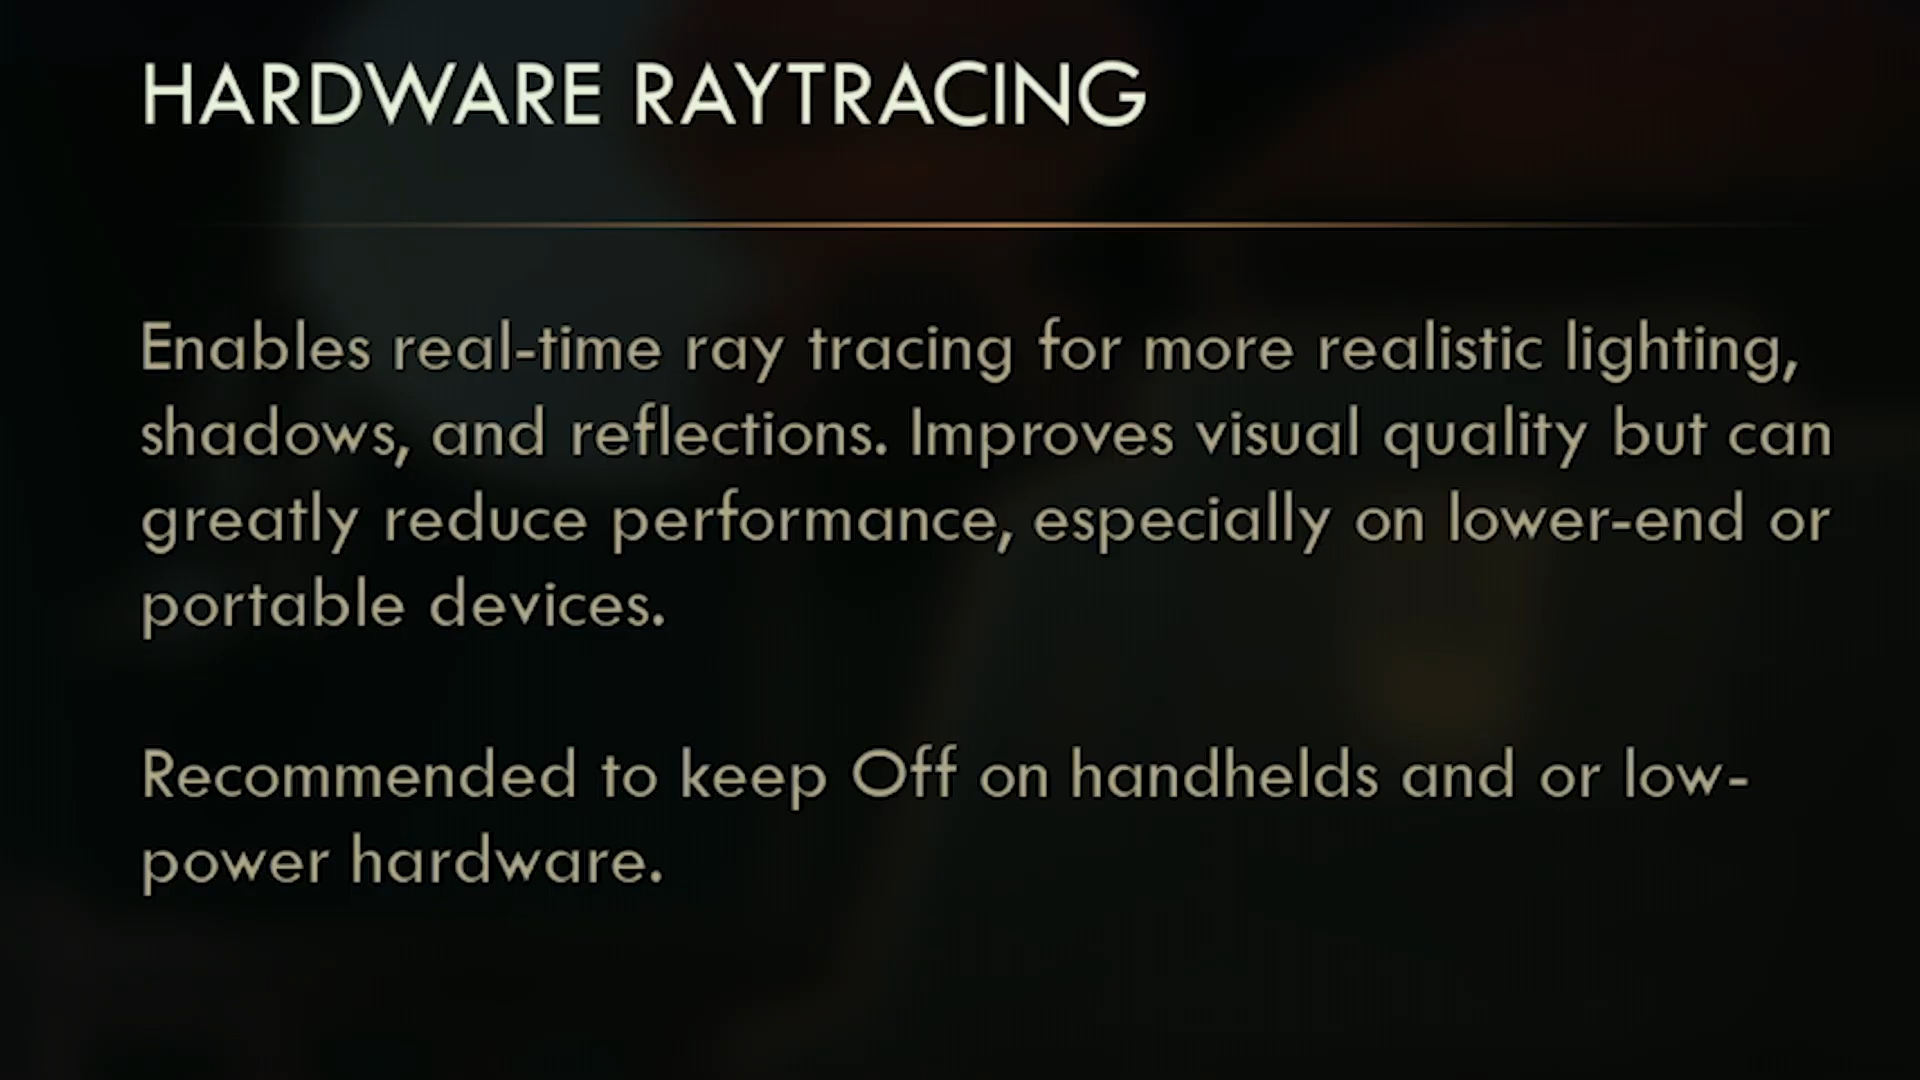 HARDWARE RAYTRACING
Enables real-time ray tracing for more realistic lighting,
shadows, and reflections. Improves visual quality but can
greatly reduce performance, especially on lower-end or
portable devices.
Recommended to keep Off on handhelds and or low-
power hardware.